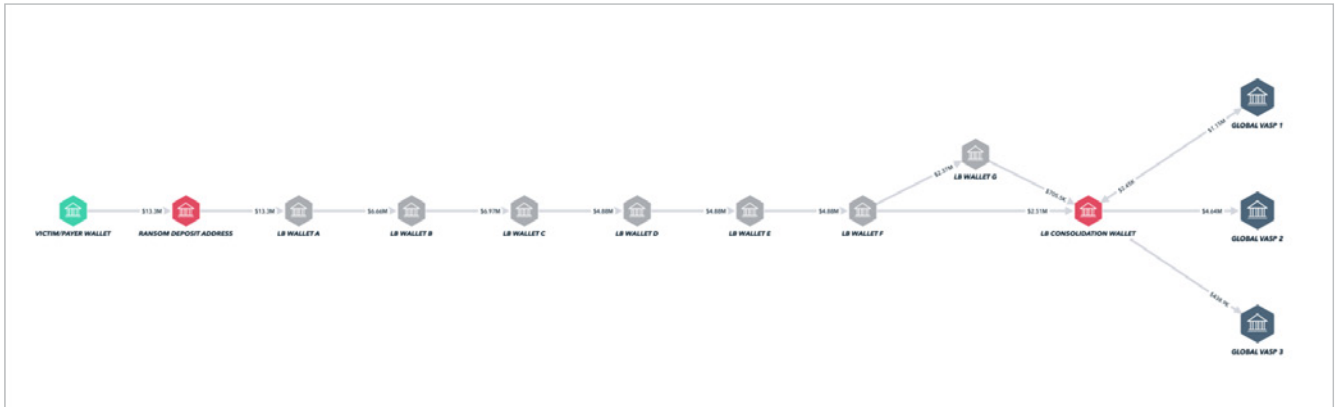 GLOBAL VASP 1
$1.15M
$3.45M
LB WALLET G
$2.37M
$13.3M
$13.3M
$6.66M
$6.97M
$4.88M
$4.88M
$4.88M
$2.51M
$4.64M
VICTIM/PAYER WALLET
RANSOM DEPOSIT ADDRESS
LB WALLET A
LB WALLET B
LB WALLET C
LB WALLET D
LB WALLET E
LB WALLET F
LB CONSOLIDATION WALLET
GLOBAL VASP 2
GLOBAL VASP 3